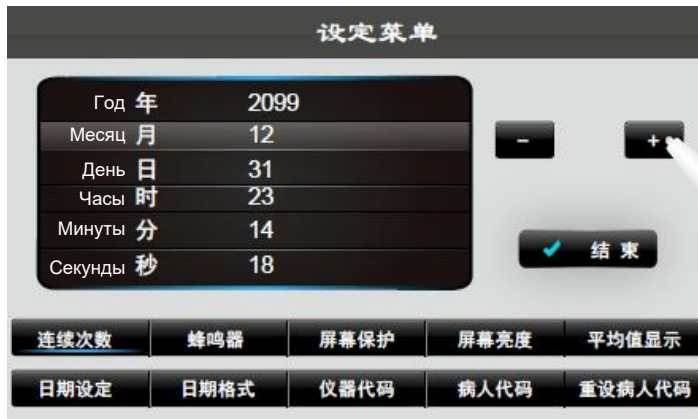 设定菜单
Год 年 2099
Месяц 月 12
День 日 31
Часы 时 23
Минуты 分 14
Секунды 秒 18
- +
结束
连续次数 蜂鸣器 屏幕保护 屏幕亮度 平均值显示
日期设定 日期格式 仪器代码 病人代码 重设病人代码